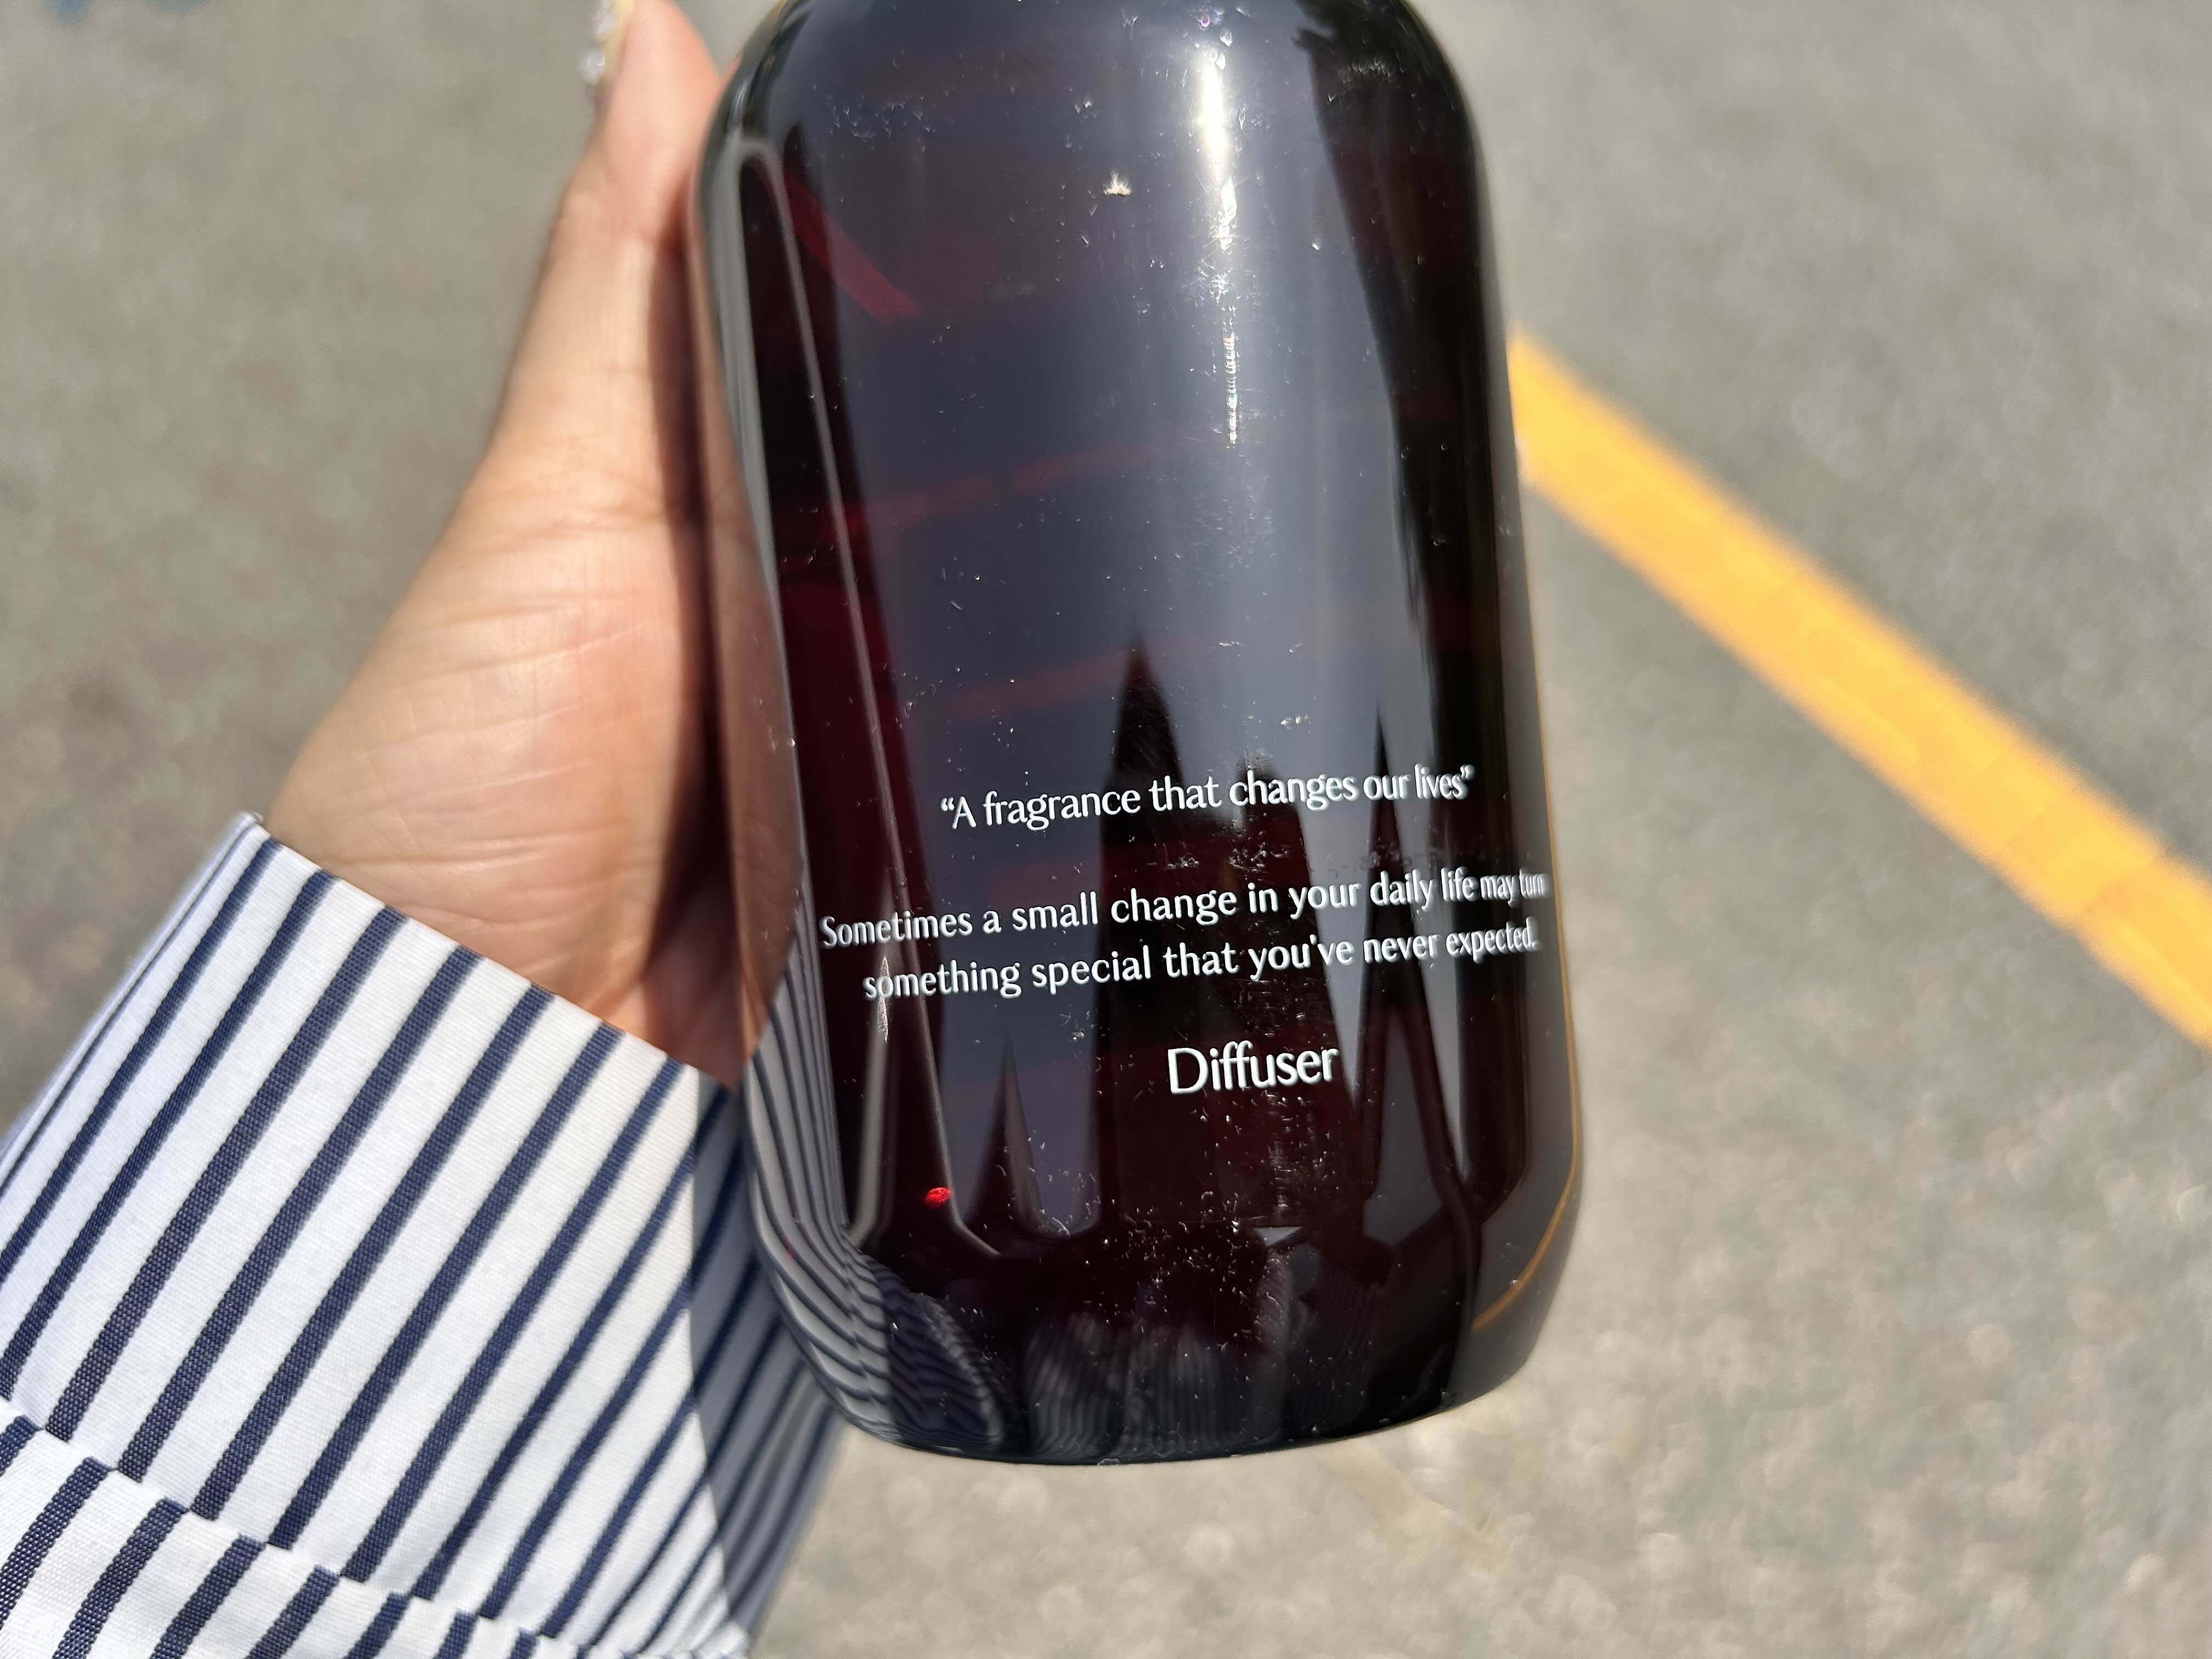 “A fragrance that changes our lives”
Sometimes a small change in your daily life may turn
something special that you've never expected.
Diffuser